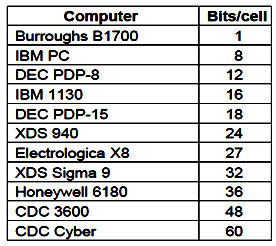 Computer Bits/cell
Burroughs B1700 1
IBM PC 8
DEC PDP-8 12
IBM 1130 16
DEC PDP-15 18
XDS 940 24
Electrologica X8 27
XDS Sigma 9 32
Honeywell 6180 36
CDC 3600 48
CDC Cyber 60